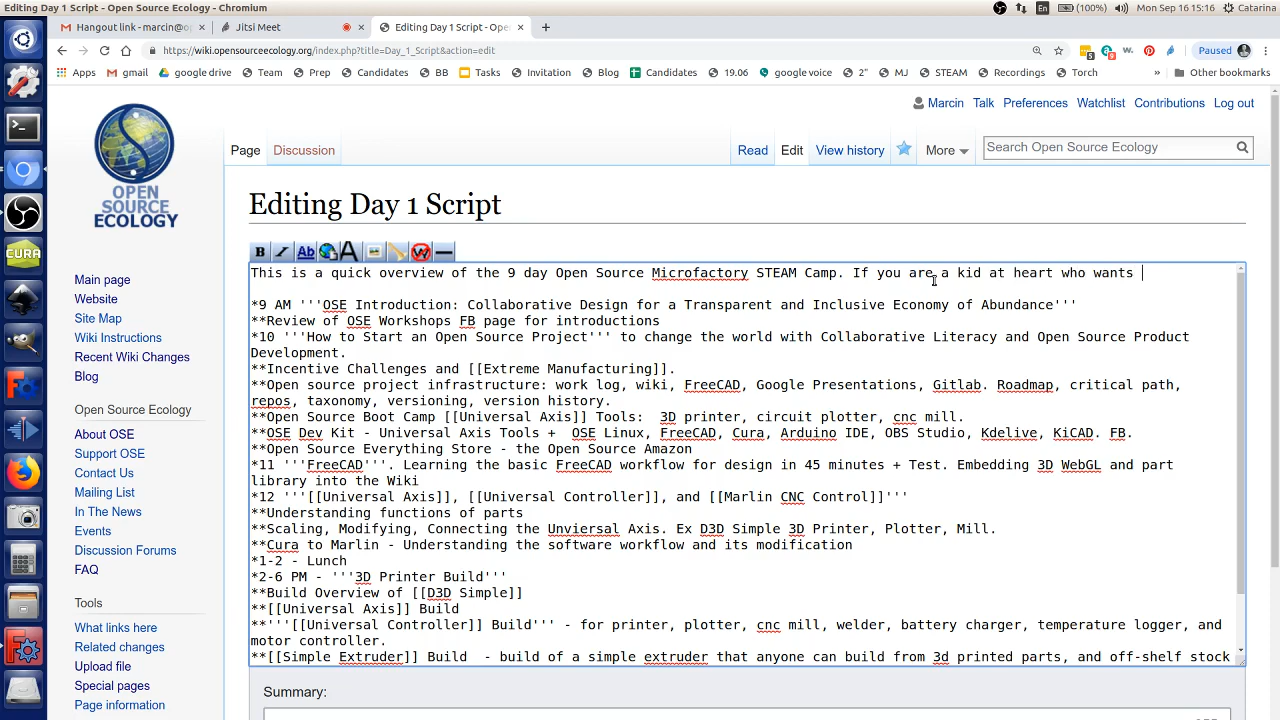 Editing Day 1 Script - Open Source Ecology - Chromium
En (100%) Mon Sep 16 15:16 Catarina
Hangout link - marcin@o × Jitsi Meet × Editing Day 1 Script - Ope × +
https://wiki.opensourceecology.org/index.php?title=Day_1_Script&action=edit Paused
Apps gmail google drive Team Prep Candidates BB Tasks Invitation Blog Candidates 19.06 google voice 2" MJ STEAM Recordings Torch » Other bookmarks
Marcin Talk Preferences Watchlist Contributions Log out
Page Discussion Read Edit View history More Search Open Source Ecology
OPEN
SOURCE
ECOLOGY
CURA
Editing Day 1 Script
B I Ab A
This is a quick overview of the 9 day Open Source Microfactory STEAM Camp. If you are a kid at heart who wants
*9 AM '''OSE Introduction: Collaborative Design for a Transparent and Inclusive Economy of Abundance'''
**Review of OSE Workshops FB page for introductions
*10 '''How to Start an Open Source Project''' to change the world with Collaborative Literacy and Open Source Product
Development.
**Incentive Challenges and [[Extreme Manufacturing]].
**Open source project infrastructure: work log, wiki, FreeCAD, Google Presentations, Gitlab. Roadmap, critical path,
repos, taxonomy, versioning, version history.
**Open Source Boot Camp [[Universal Axis]] Tools:  3D printer, circuit plotter, cnc mill.
**OSE Dev Kit - Universal Axis Tools +  OSE Linux, FreeCAD, Cura, Arduino IDE, OBS Studio, Kdelive, KiCAD. FB.
**Open Source Everything Store - the Open Source Amazon
*11 '''FreeCAD'''. Learning the basic FreeCAD workflow for design in 45 minutes + Test. Embedding 3D WebGL and part
library into the Wiki
*12 '''[[Universal Axis]], [[Universal Controller]], and [[Marlin CNC Control]]'''
**Understanding functions of parts
**Scaling, Modifying, Connecting the Unviersal Axis. Ex D3D Simple 3D Printer, Plotter, Mill.
**Cura to Marlin - Understanding the software workflow and its modification
*1-2 - Lunch
*2-6 PM - '''3D Printer Build'''
**Build Overview of [[D3D Simple]]
**[[Universal Axis]] Build
**'''[[Universal Controller]] Build''' - for printer, plotter, cnc mill, welder, battery charger, temperature logger, and
motor controller.
**[[Simple Extruder]] Build  - build of a simple extruder that anyone can build from 3d printed parts, and off-shelf stock
Summary:
Main page
Website
Site Map
Wiki Instructions
Recent Wiki Changes
Blog
Open Source Ecology
About OSE
Support OSE
Contact Us
Mailing List
In The News
Events
Discussion Forums
FAQ
Tools
What links here
Related changes
Upload file
Special pages
Page information